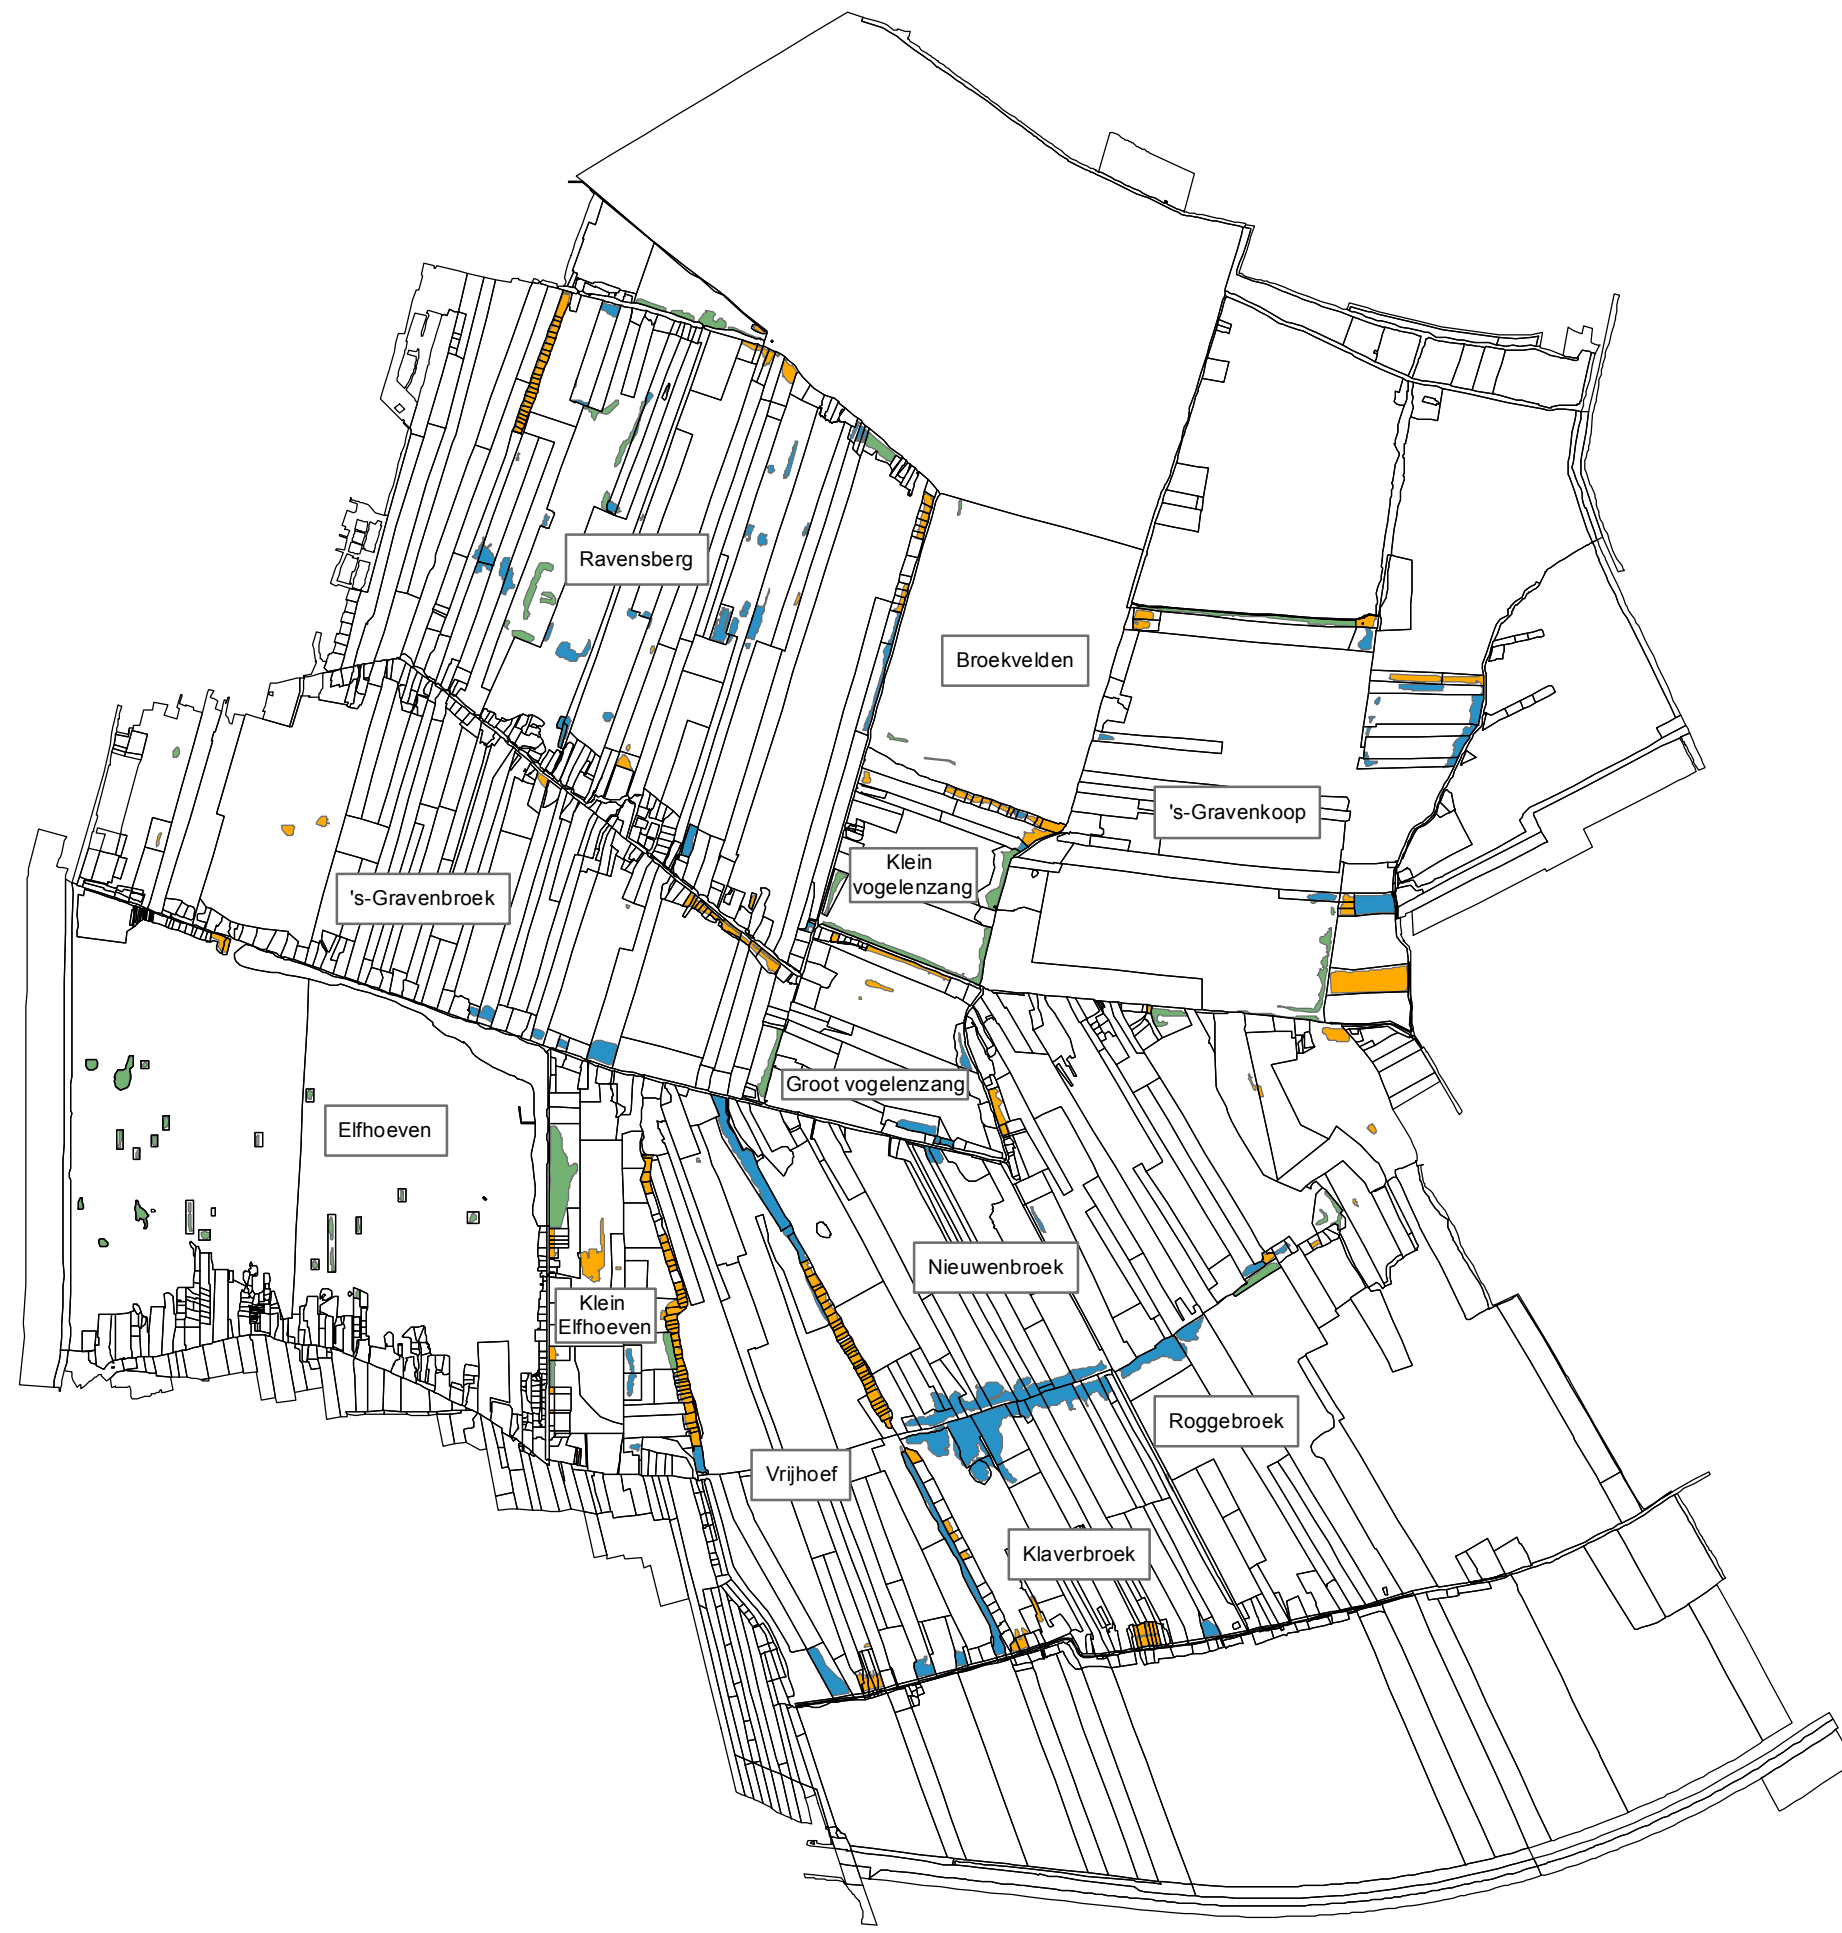 Ravensberg
Broekvelden
's-Gravenkoop
Klein
vogelenzang
's-Gravenbroek
Groot vogelenzang
Elfhoeven
Nieuwenbroek
Klein
Elfhoeven
Roggebroek
Vrijhoef
Klaverbroek